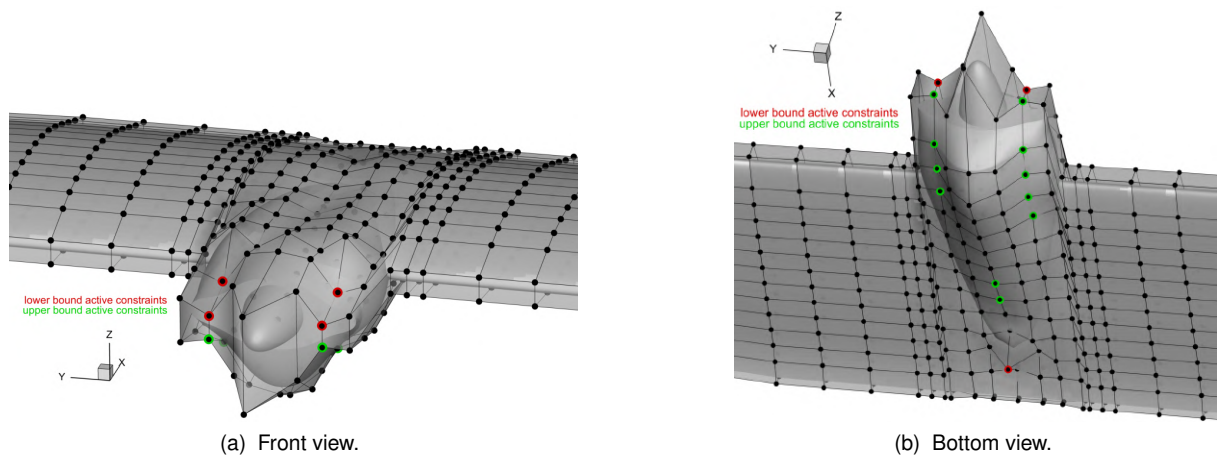 lower bound active constraints
upper bound active constraints
Z
X
Y
(a) Front view.
Z
Y
X
lower bound active constraints
upper bound active constraints
(b) Bottom view.